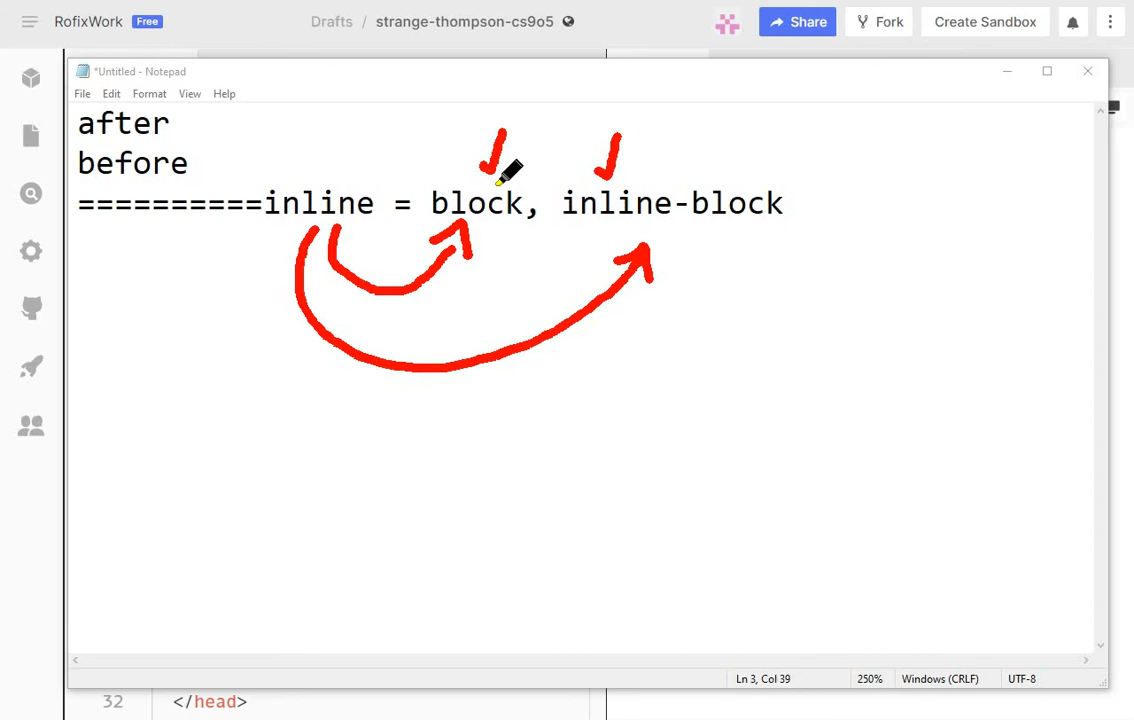 RofixWork Free Drafts / strange-thompson-cs9o5 Share Fork Create Sandbox
*Untitled - Notepad
File Edit Format View Help
after
before
==========inline = block, inline-block
Ln 3, Col 39 250% Windows (CRLF) UTF-8
32 </head>